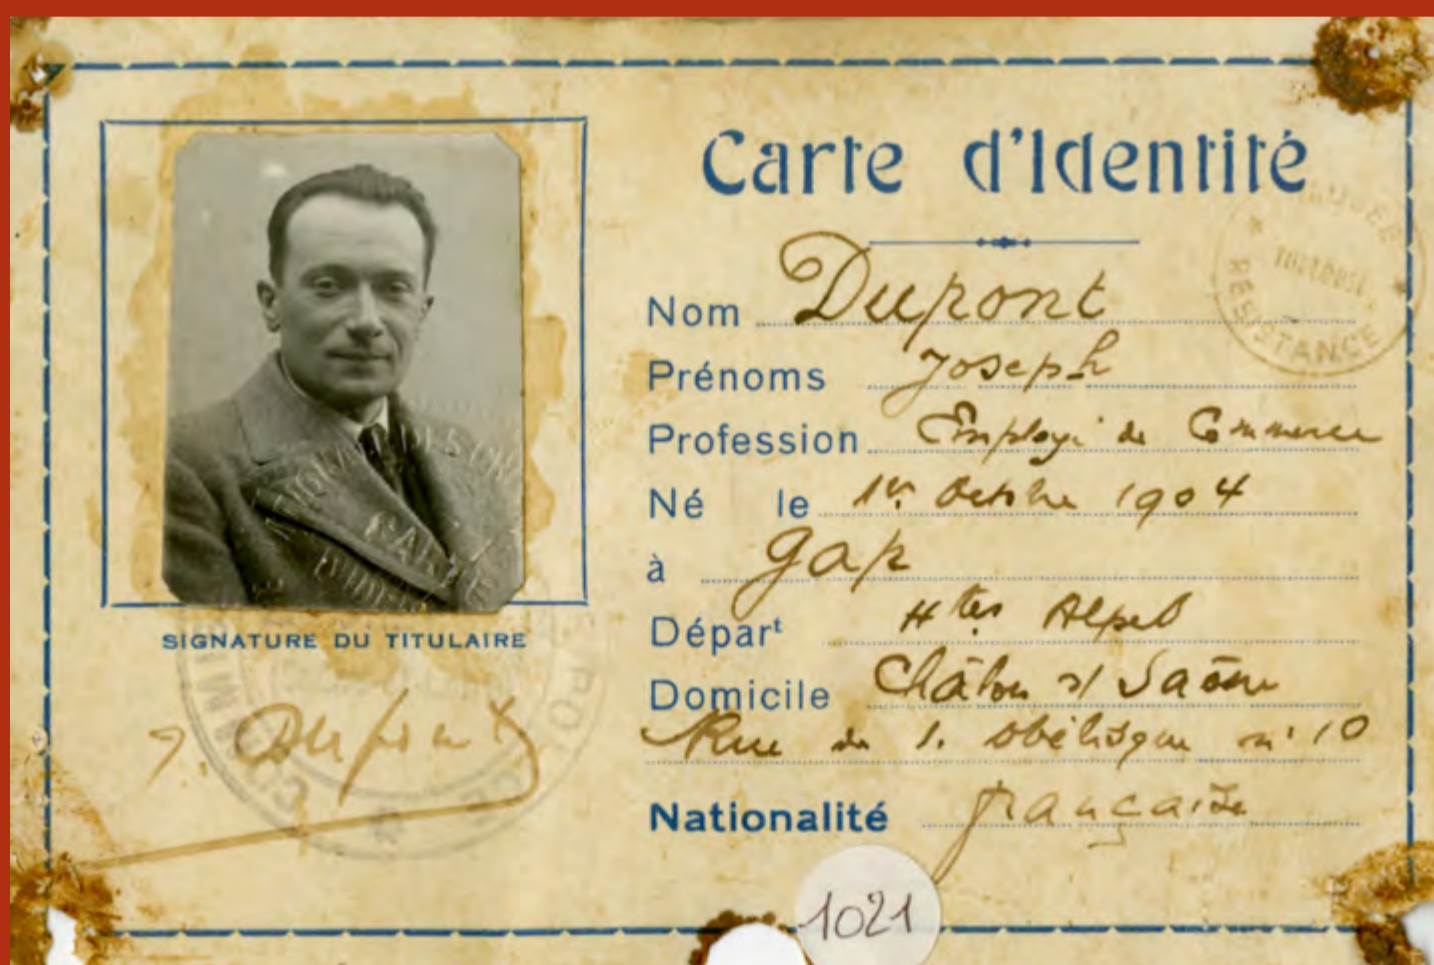 Carte d'Identité
Nom Dupont
Prénoms Joseph
Profession Employé de Commerce
Né le 1er Octobre 1904
à Gap
Départ Htes Alpes
Domicile Châlon s/ Saône
Rue de l'obélisque n° 10
Nationalité française
SIGNATURE DU TITULAIRE
J. Dupont
RESISTANCE
1021